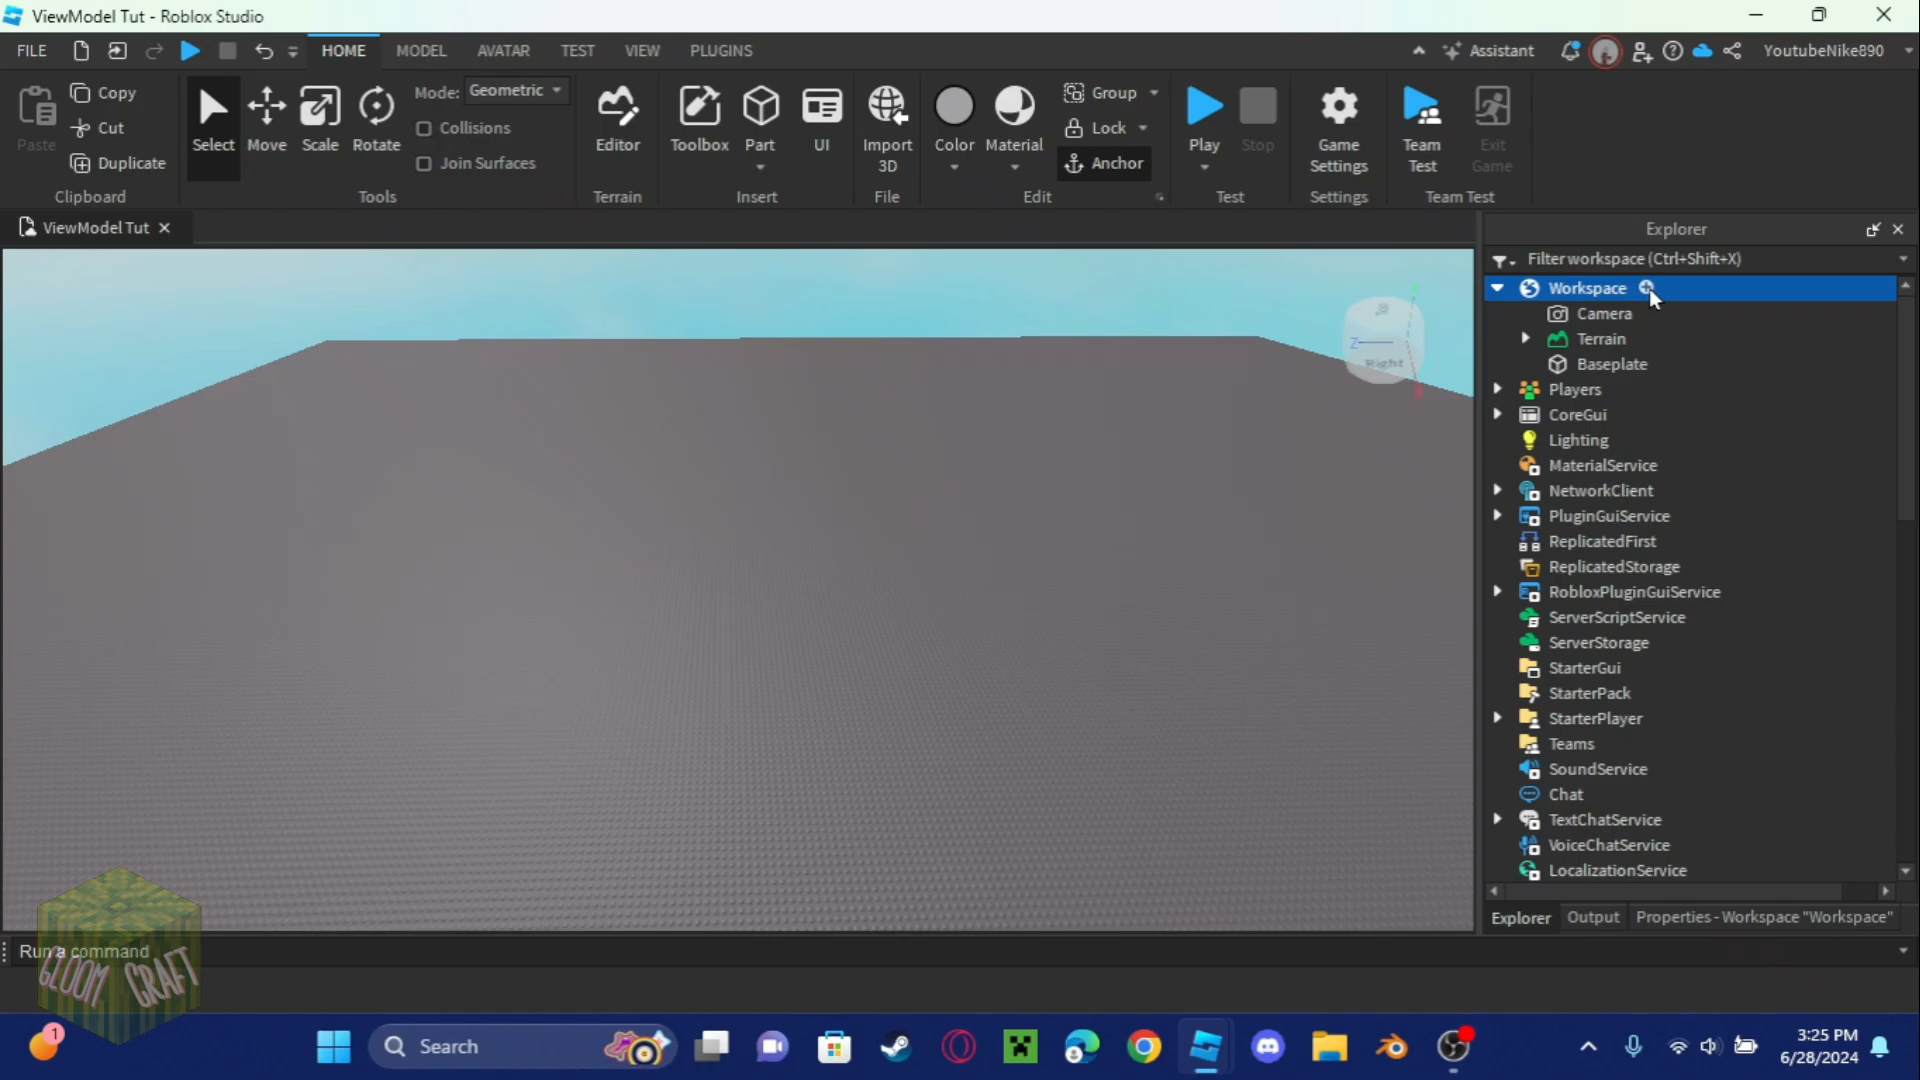 ViewModel Tut - Roblox Studio
FILE
HOME
MODEL
AVATAR
TEST
VIEW
PLUGINS
Assistant
YoutubeNike890
Paste
Copy
Cut
Duplicate
Clipboard
Select
Move
Scale
Rotate
Mode: Geometric
Collisions
Join Surfaces
Tools
Editor
Terrain
Toolbox
Part
UI
Insert
Import
3D
File
Color
Material
Group
Lock
Anchor
Edit
Play
Stop
Test
Game
Settings
Settings
Team
Test
Exit
Game
Team Test
ViewModel Tut
Z
Right
Explorer
Filter workspace (Ctrl+Shift+X)
Workspace
Camera
Terrain
Baseplate
Players
CoreGui
Lighting
MaterialService
NetworkClient
PluginGuiService
ReplicatedFirst
ReplicatedStorage
RobloxPluginGuiService
ServerScriptService
ServerStorage
StarterGui
StarterPack
StarterPlayer
Teams
SoundService
Chat
TextChatService
VoiceChatService
LocalizationService
Explorer
Output
Properties - Workspace "Workspace"
Run a command
GLOOM CRAFT
1
Search
3:25 PM
6/28/2024